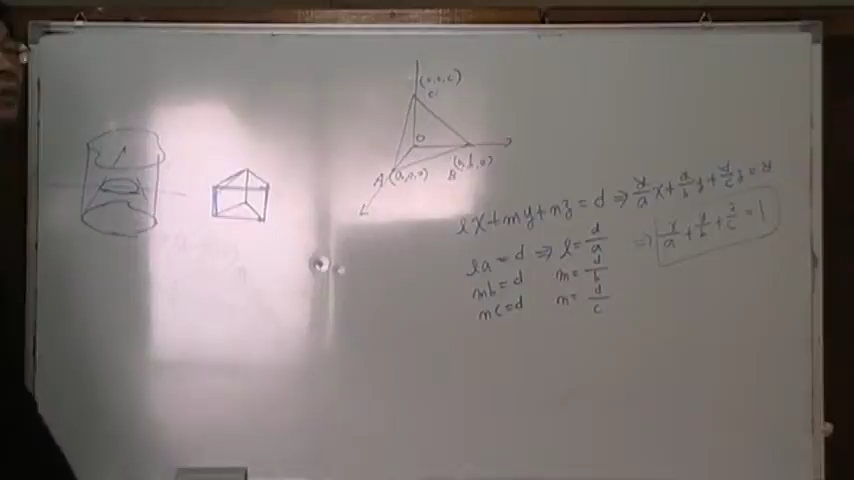 (0,0,c)
C
O
A (a,0,0)
(0,b,0)
B
lx+my+nz=d ⇒ d/a x + d/b y + d/c z = d
la=d ⇒ l=d/a
⇒ x/a + y/b + z/c = 1
mb=d m=d/b
nc=d n=d/c